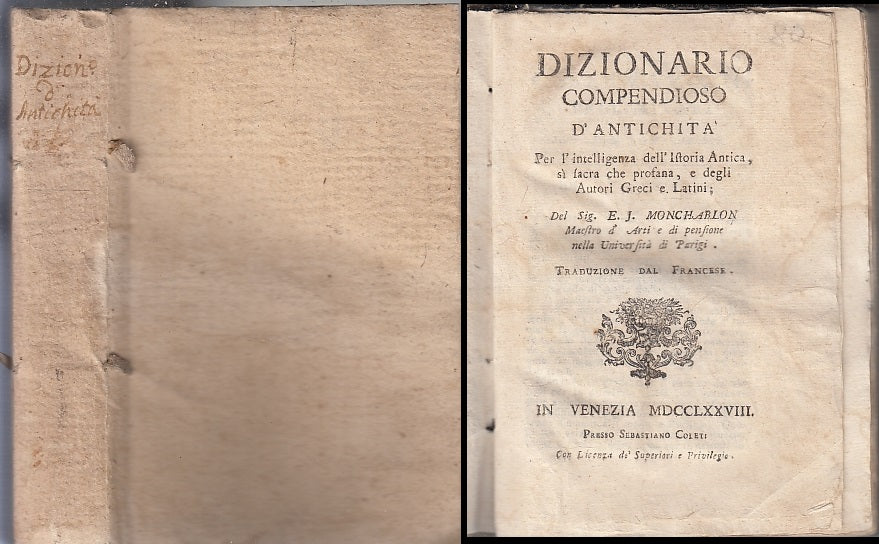 Dizion.º
d'
Antichità
80.
DIZIONARIO
COMPENDIOSO
D'ANTICHITA'
Per l'intelligenza dell'Iſtoria Antica,
sì ſacra che profana, e degli
Autori Greci e Latini;
Del Sig. E. J. MONCHABLON
Maeſtro d'Arti e di penſione
nella Univerſità di Parigi.
TRADUZIONE DAL FRANCESE.
IN VENEZIA MDCCLXXVIII.
PRESSO SEBASTIANO COLETI
Con Licenza de' Superiori e Privilegio.